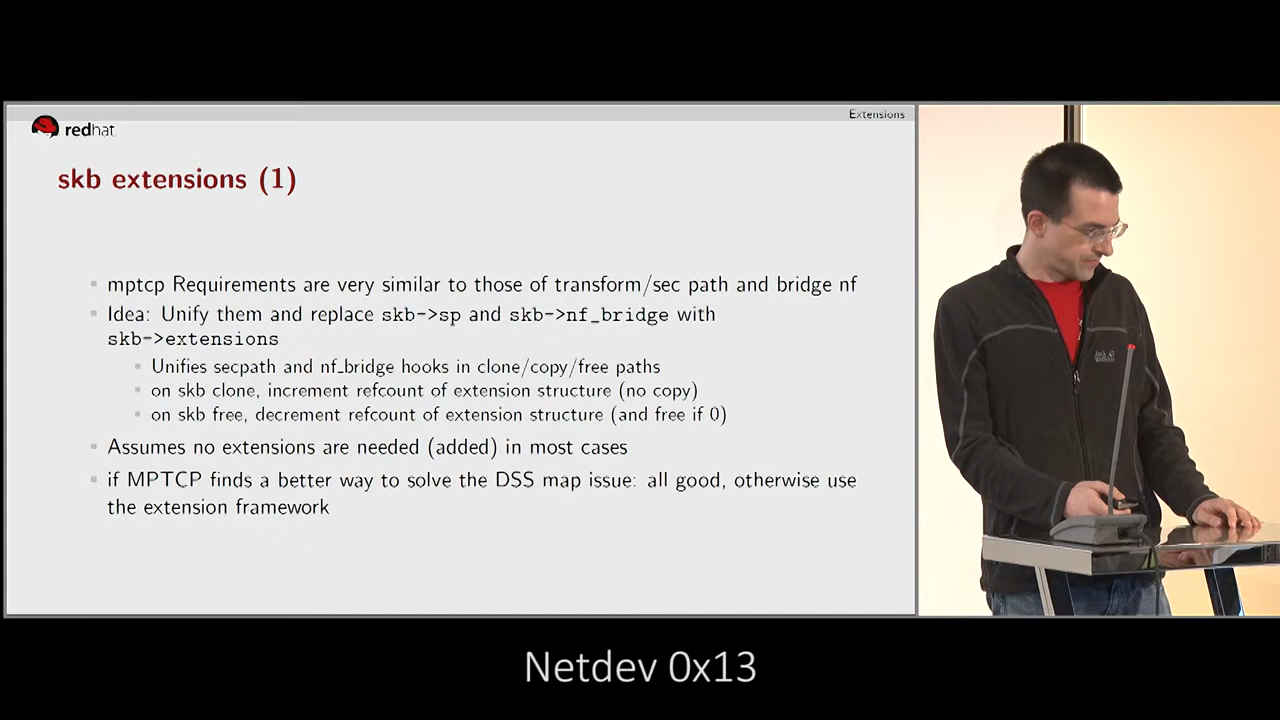 Extensions
redhat.
skb extensions (1)
mptcp Requirements are very similar to those of transform/sec path and bridge nf
Idea: Unify them and replace skb->sp and skb->nf_bridge with
skb->extensions
Unifies secpath and nf_bridge hooks in clone/copy/free paths
on skb clone, increment refcount of extension structure (no copy)
on skb free, decrement refcount of extension structure (and free if 0)
Assumes no extensions are needed (added) in most cases
if MPTCP finds a better way to solve the DSS map issue: all good, otherwise use
the extension framework
Netdev 0x13